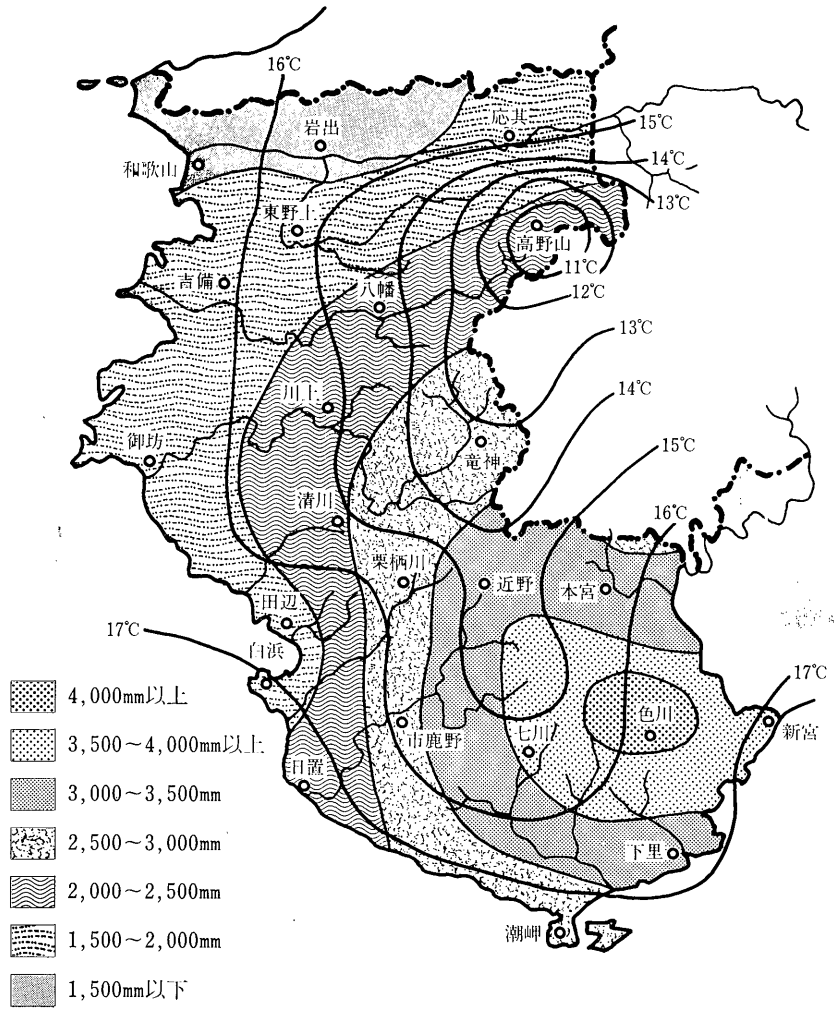 16℃
岩出
応其
15℃
和歌山
14℃
13℃
東野上
高野山
吉備
11℃
八幡
12℃
13℃
川上
14℃
御坊
竜神
15℃
清川
16℃
栗栖川
近野
本宮
田辺
17℃
白浜
17℃
4,000mm以上
色川
新宮
3,500～4,000mm以上
市鹿野
七川
日置
3,000～3,500mm
2,500～3,000mm
下里
2,000～2,500mm
潮岬
1,500～2,000mm
1,500mm以下